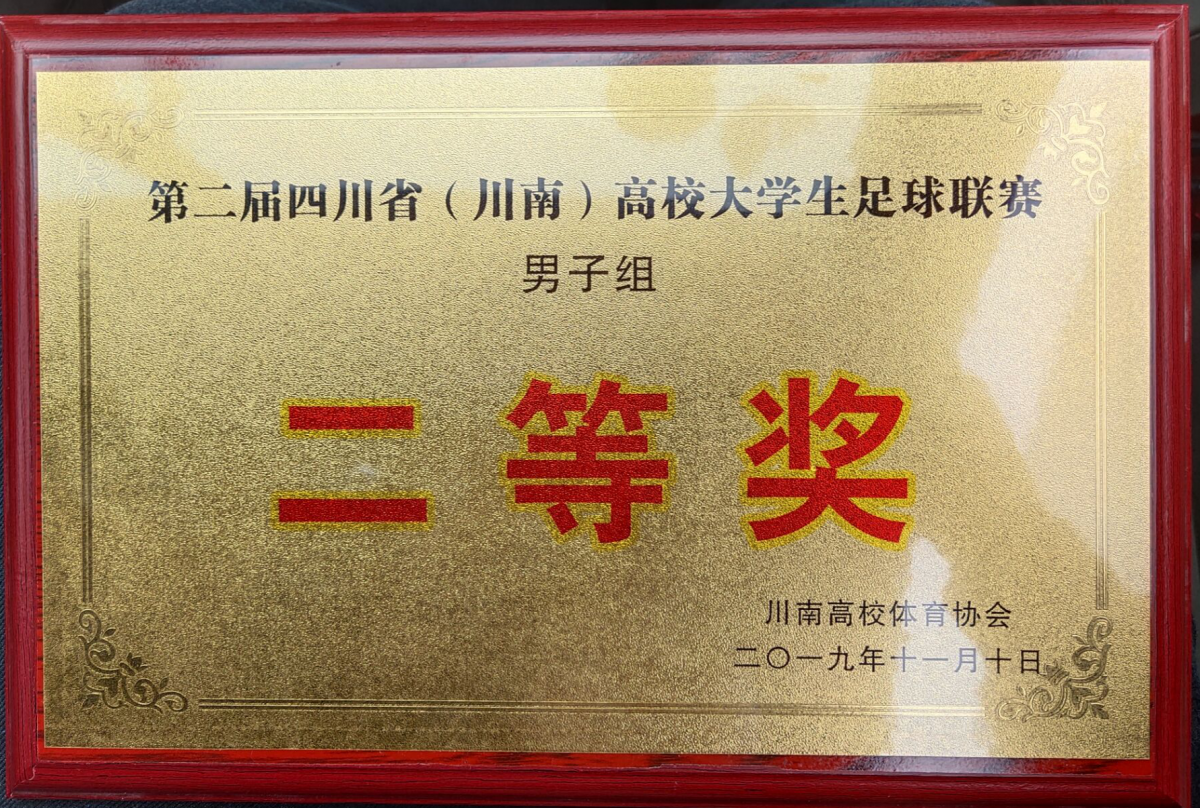 第二届四川省（川南）高校大学生足球联赛
男子组
二等奖
川南高校体育协会
二〇一九年十一月十日